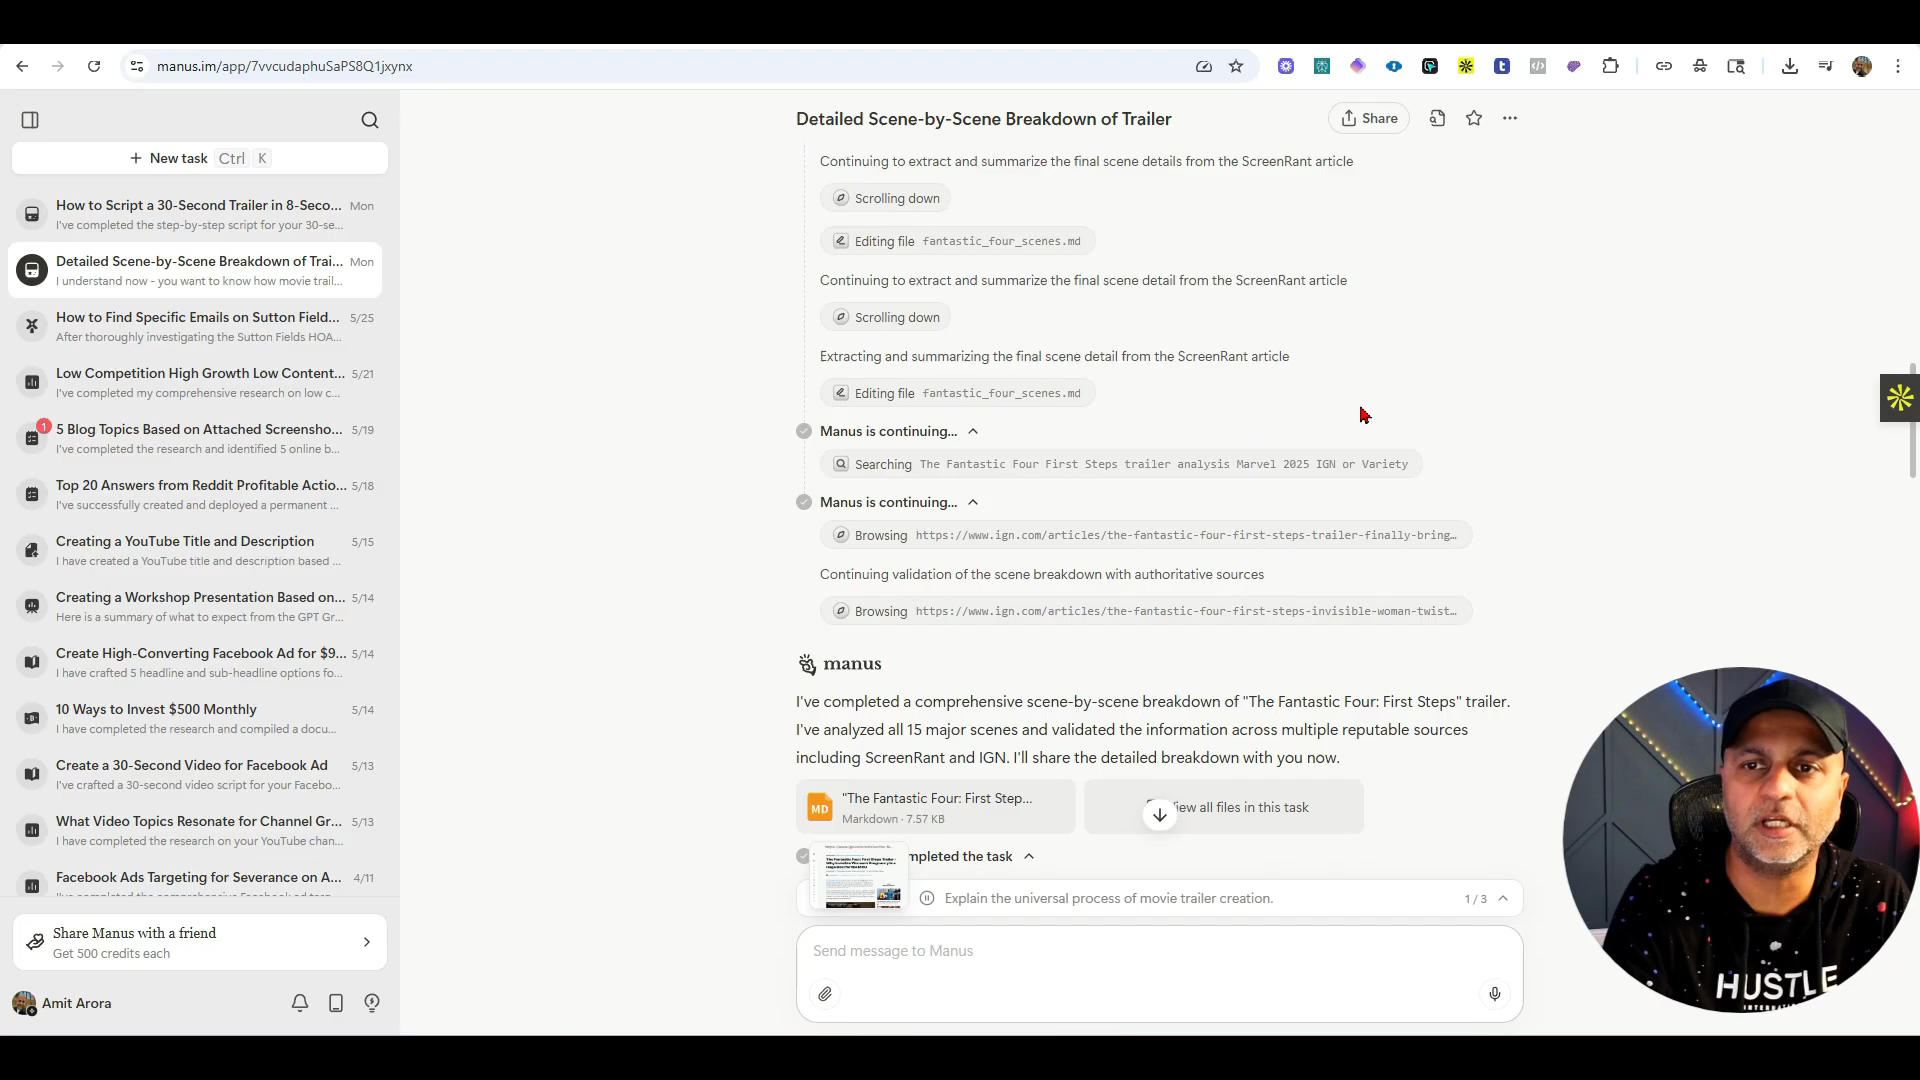 manus.im/app/7vvcudaphuSaPS8Q1jxynx
New task Ctrl K
How to Script a 30-Second Trailer in 8-Seco... Mon
I've completed the step-by-step script for your 30-se...
Detailed Scene-by-Scene Breakdown of Trai... Mon
I understand now - you want to know how movie trail...
How to Find Specific Emails on Sutton Field... 5/25
After thoroughly investigating the Sutton Fields HOA...
Low Competition High Growth Low Content... 5/21
I've completed my comprehensive research on low c...
1
5 Blog Topics Based on Attached Screensho... 5/19
I've completed the research and identified 5 online b...
Top 20 Answers from Reddit Profitable Actio... 5/18
I've successfully created and deployed a permanent ...
Creating a YouTube Title and Description 5/15
I have created a YouTube title and description based ...
Creating a Workshop Presentation Based on... 5/14
Here is a summary of what to expect from the GPT Gr...
Create High-Converting Facebook Ad for $9... 5/14
I have crafted 5 headline and sub-headline options fo...
10 Ways to Invest $500 Monthly 5/14
I have completed the research and compiled a docu...
Create a 30-Second Video for Facebook Ad 5/13
I've crafted a 30-second video script for your Facebo...
What Video Topics Resonate for Channel Gr... 5/13
I have completed the research on your YouTube chan...
Facebook Ads Targeting for Severance on A... 4/11
Share Manus with a friend
Get 500 credits each
Amit Arora
Detailed Scene-by-Scene Breakdown of Trailer
Share
Continuing to extract and summarize the final scene details from the ScreenRant article
Scrolling down
Editing file fantastic_four_scenes.md
Continuing to extract and summarize the final scene detail from the ScreenRant article
Scrolling down
Extracting and summarizing the final scene detail from the ScreenRant article
Editing file fantastic_four_scenes.md
Manus is continuing...
Searching The Fantastic Four First Steps trailer analysis Marvel 2025 IGN or Variety
Manus is continuing...
Browsing https://www.ign.com/articles/the-fantastic-four-first-steps-trailer-finally-bring...
Continuing validation of the scene breakdown with authoritative sources
Browsing https://www.ign.com/articles/the-fantastic-four-first-steps-invisible-woman-twist...
manus
I've completed a comprehensive scene-by-scene breakdown of "The Fantastic Four: First Steps" trailer.
I've analyzed all 15 major scenes and validated the information across multiple reputable sources
including ScreenRant and IGN. I'll share the detailed breakdown with you now.
MD
"The Fantastic Four: First Step...
Markdown · 7.57 KB
all files in this task
the task
Explain the universal process of movie trailer creation. 1 / 3
Send message to Manus
HUSTLE